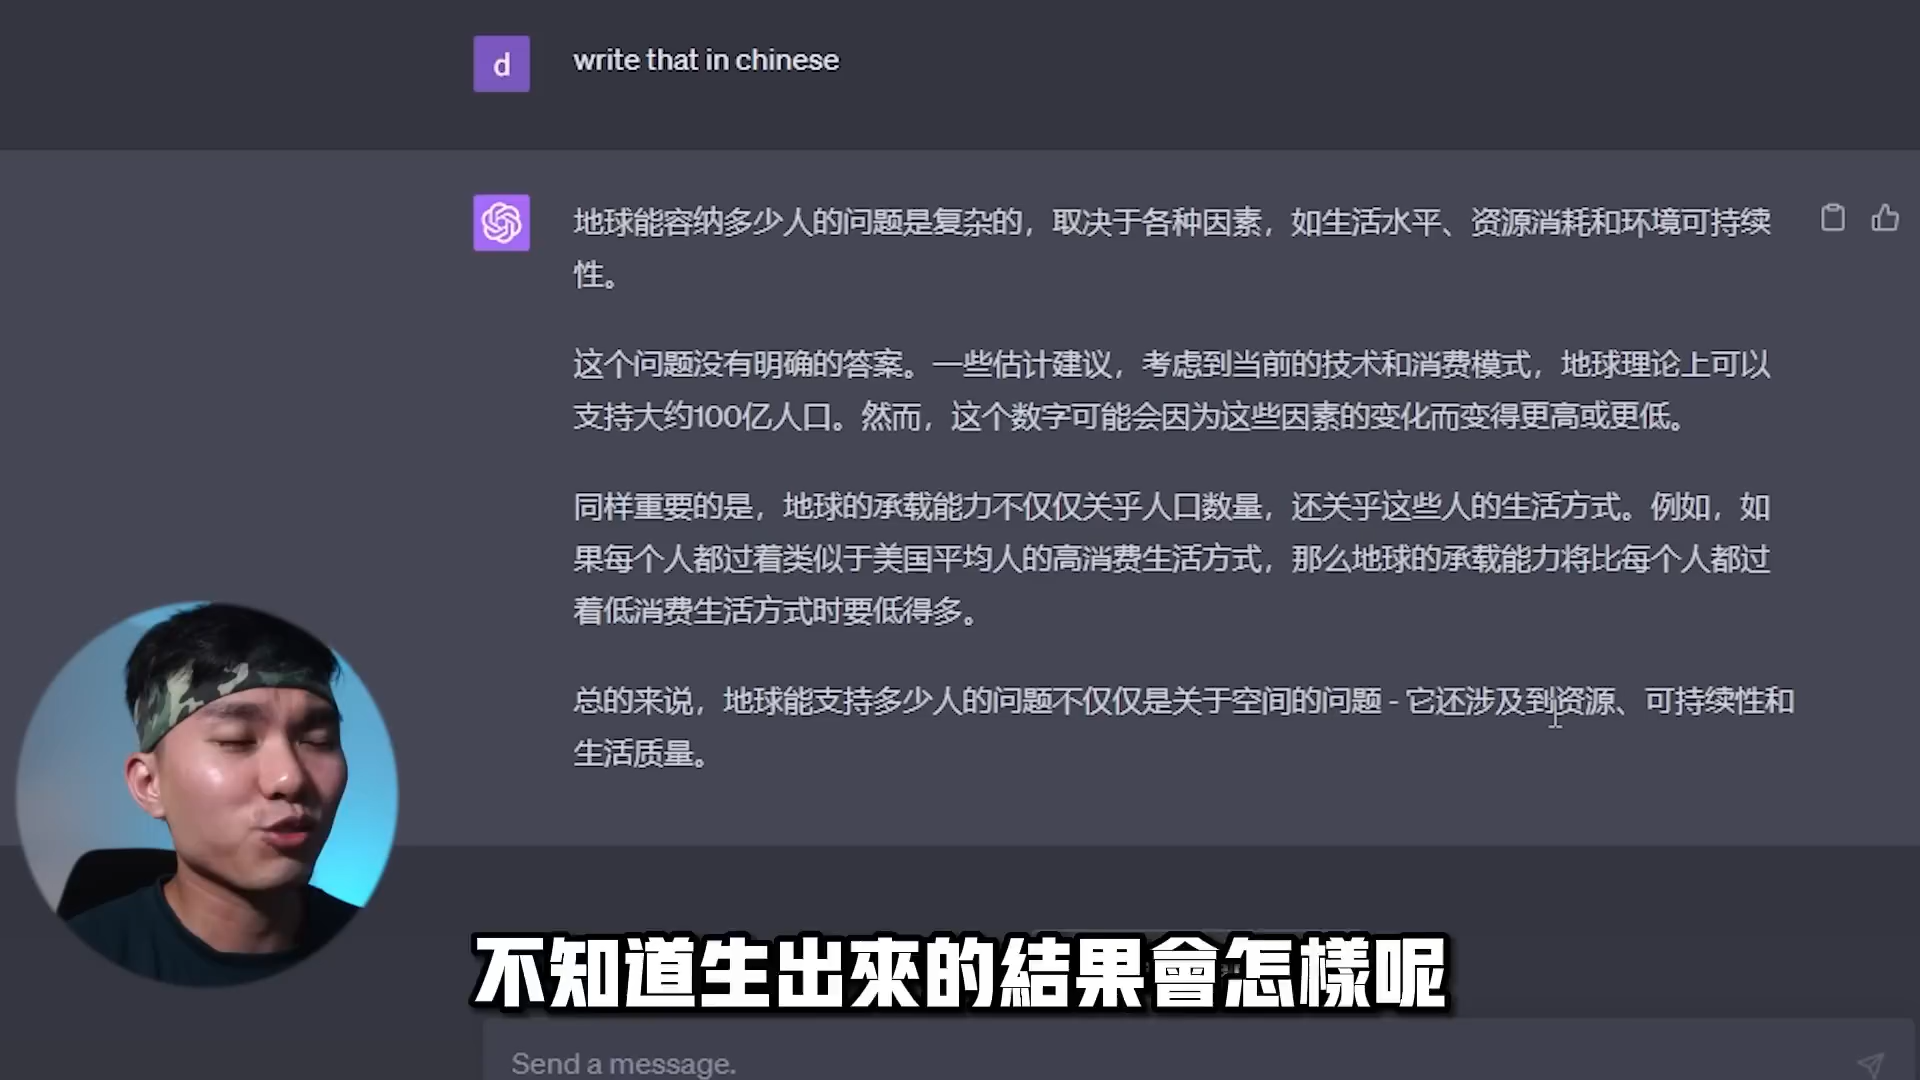 d
write that in chinese
地球能容纳多少人的问题是复杂的，取决于各种因素，如生活水平、资源消耗和环境可持续
性。
这个问题没有明确的答案。一些估计建议，考虑到当前的技术和消费模式，地球理论上可以
支持大约100亿人口。然而，这个数字可能会因为这些因素的变化而变得更高或更低。
同样重要的是，地球的承载能力不仅仅关乎人口数量，还关乎这些人的生活方式。例如，如
果每个人都过着类似于美国平均人的高消费生活方式，那么地球的承载能力将比每个人都过
着低消费生活方式时要低得多。
总的来说，地球能支持多少人的问题不仅仅是关于空间的问题 - 它还涉及到资源、可持续性和
生活质量。
不知道生出來的結果會怎樣呢
Send a message.